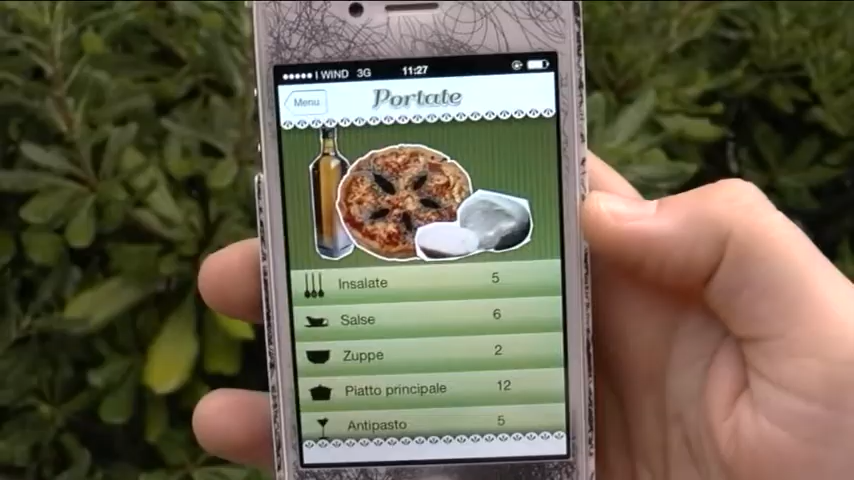 WIND 3G 11:27
Menu Portate
Insalate 5
Salse 6
Zuppe 2
Piatto principale 12
Antipasto 5